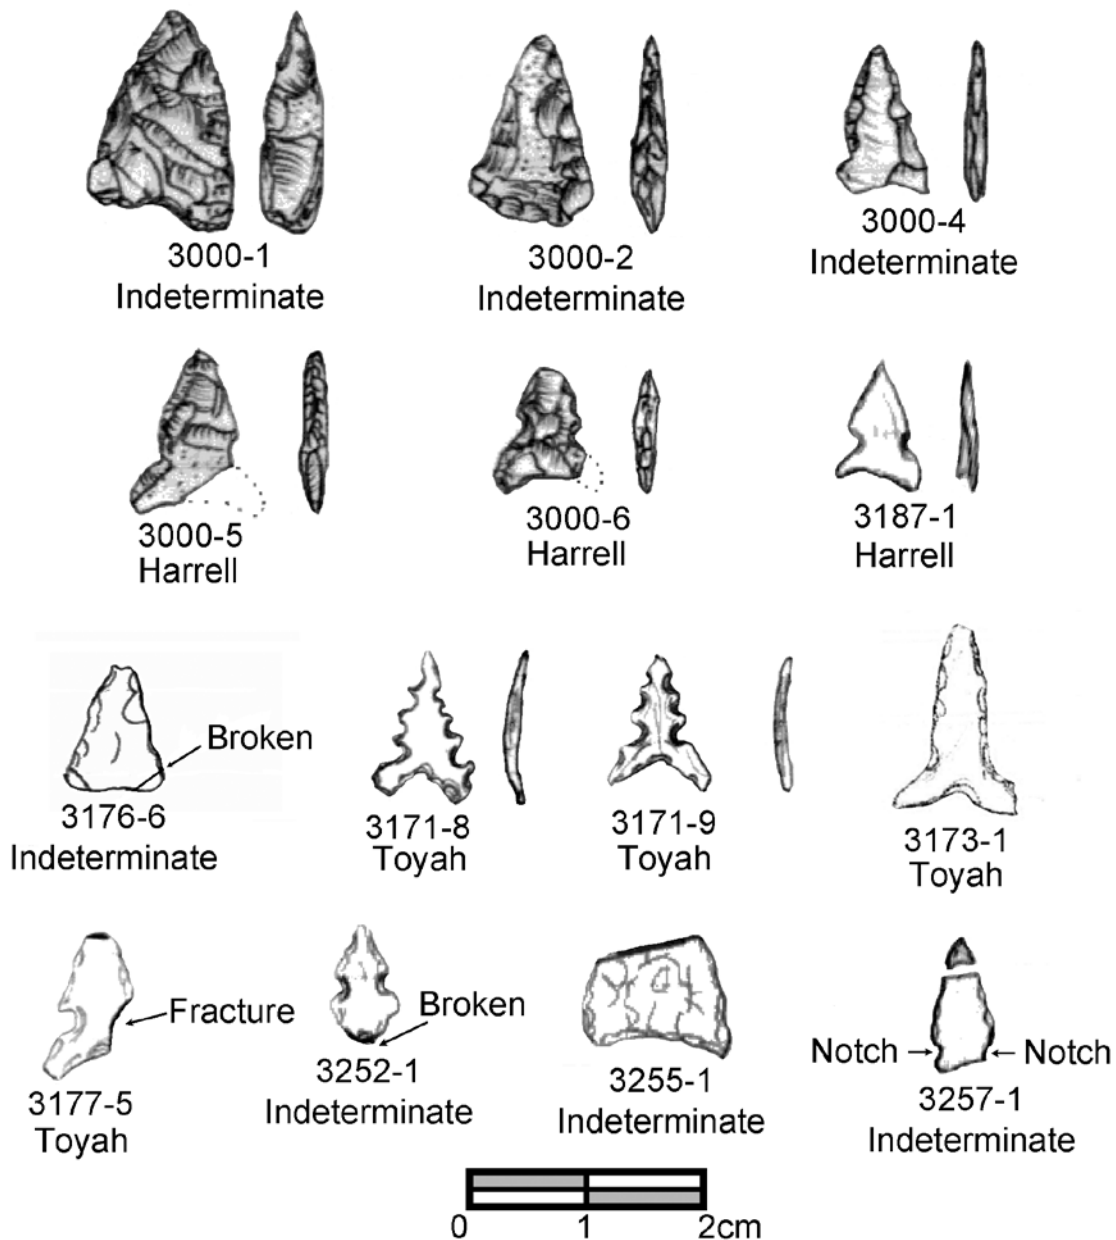 3000-1
Indeterminate
3000-2
Indeterminate
3000-4
Indeterminate
3000-5
Harrell
3000-6
Harrell
3187-1
Harrell
Broken
3176-6
Indeterminate
3171-8
Toyah
3171-9
Toyah
3173-1
Toyah
Fracture
3177-5
Toyah
Broken
3252-1
Indeterminate
3255-1
Indeterminate
Notch
Notch
3257-1
Indeterminate
0 1 2cm